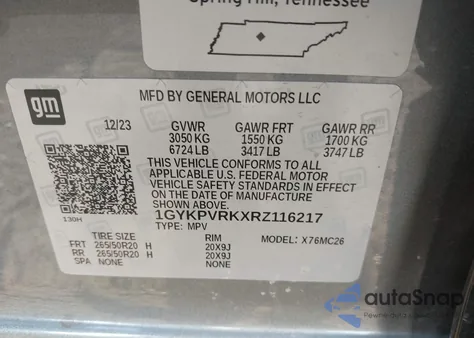 Spring Hill, Tennessee
gm
MFD BY GENERAL MOTORS LLC
12/23 GVWR GAWR FRT GAWR RR
3050 KG 1550 KG 1700 KG
6724 LB 3417 LB 3747 LB
THIS VEHICLE CONFORMS TO ALL
APPLICABLE U.S. FEDERAL MOTOR
VEHICLE SAFETY STANDARDS IN EFFECT
ON THE DATE OF MANUFACTURE
SHOWN ABOVE.
1GYKPVRKXRZ116217
130H
TYPE: MPV
TIRE SIZE RIM MODEL: X76MC26
FRT 265/50R20 H 20X9J
RR 265/50R20 H 20X9J
SPA NONE NONE
autoSnap